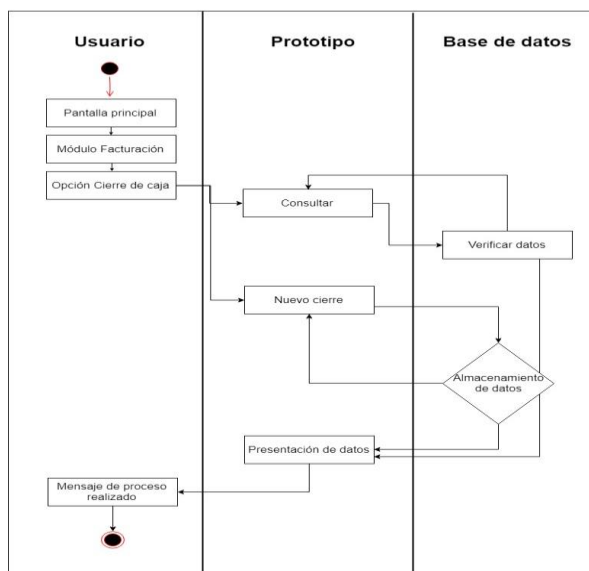 Usuario
Prototipo
Base de datos
Pantalla principal
Módulo Facturación
Opción Cierre de caja
Consultar
Verificar datos
Nuevo cierre
Almacenamiento
de datos
Presentación de datos
Mensaje de proceso
realizado